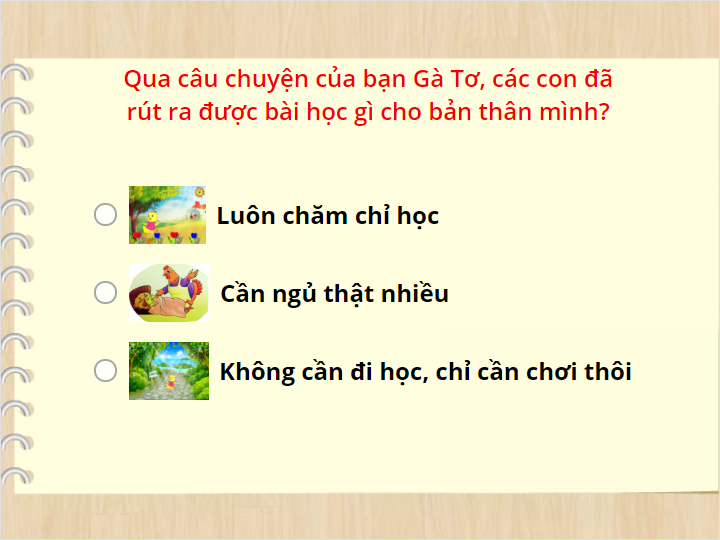 Qua câu chuyện của bạn Gà Tơ, các con đã
rút ra được bài học gì cho bản thân mình?
Luôn chăm chỉ học
Cần ngủ thật nhiều
Không cần đi học, chỉ cần chơi thôi